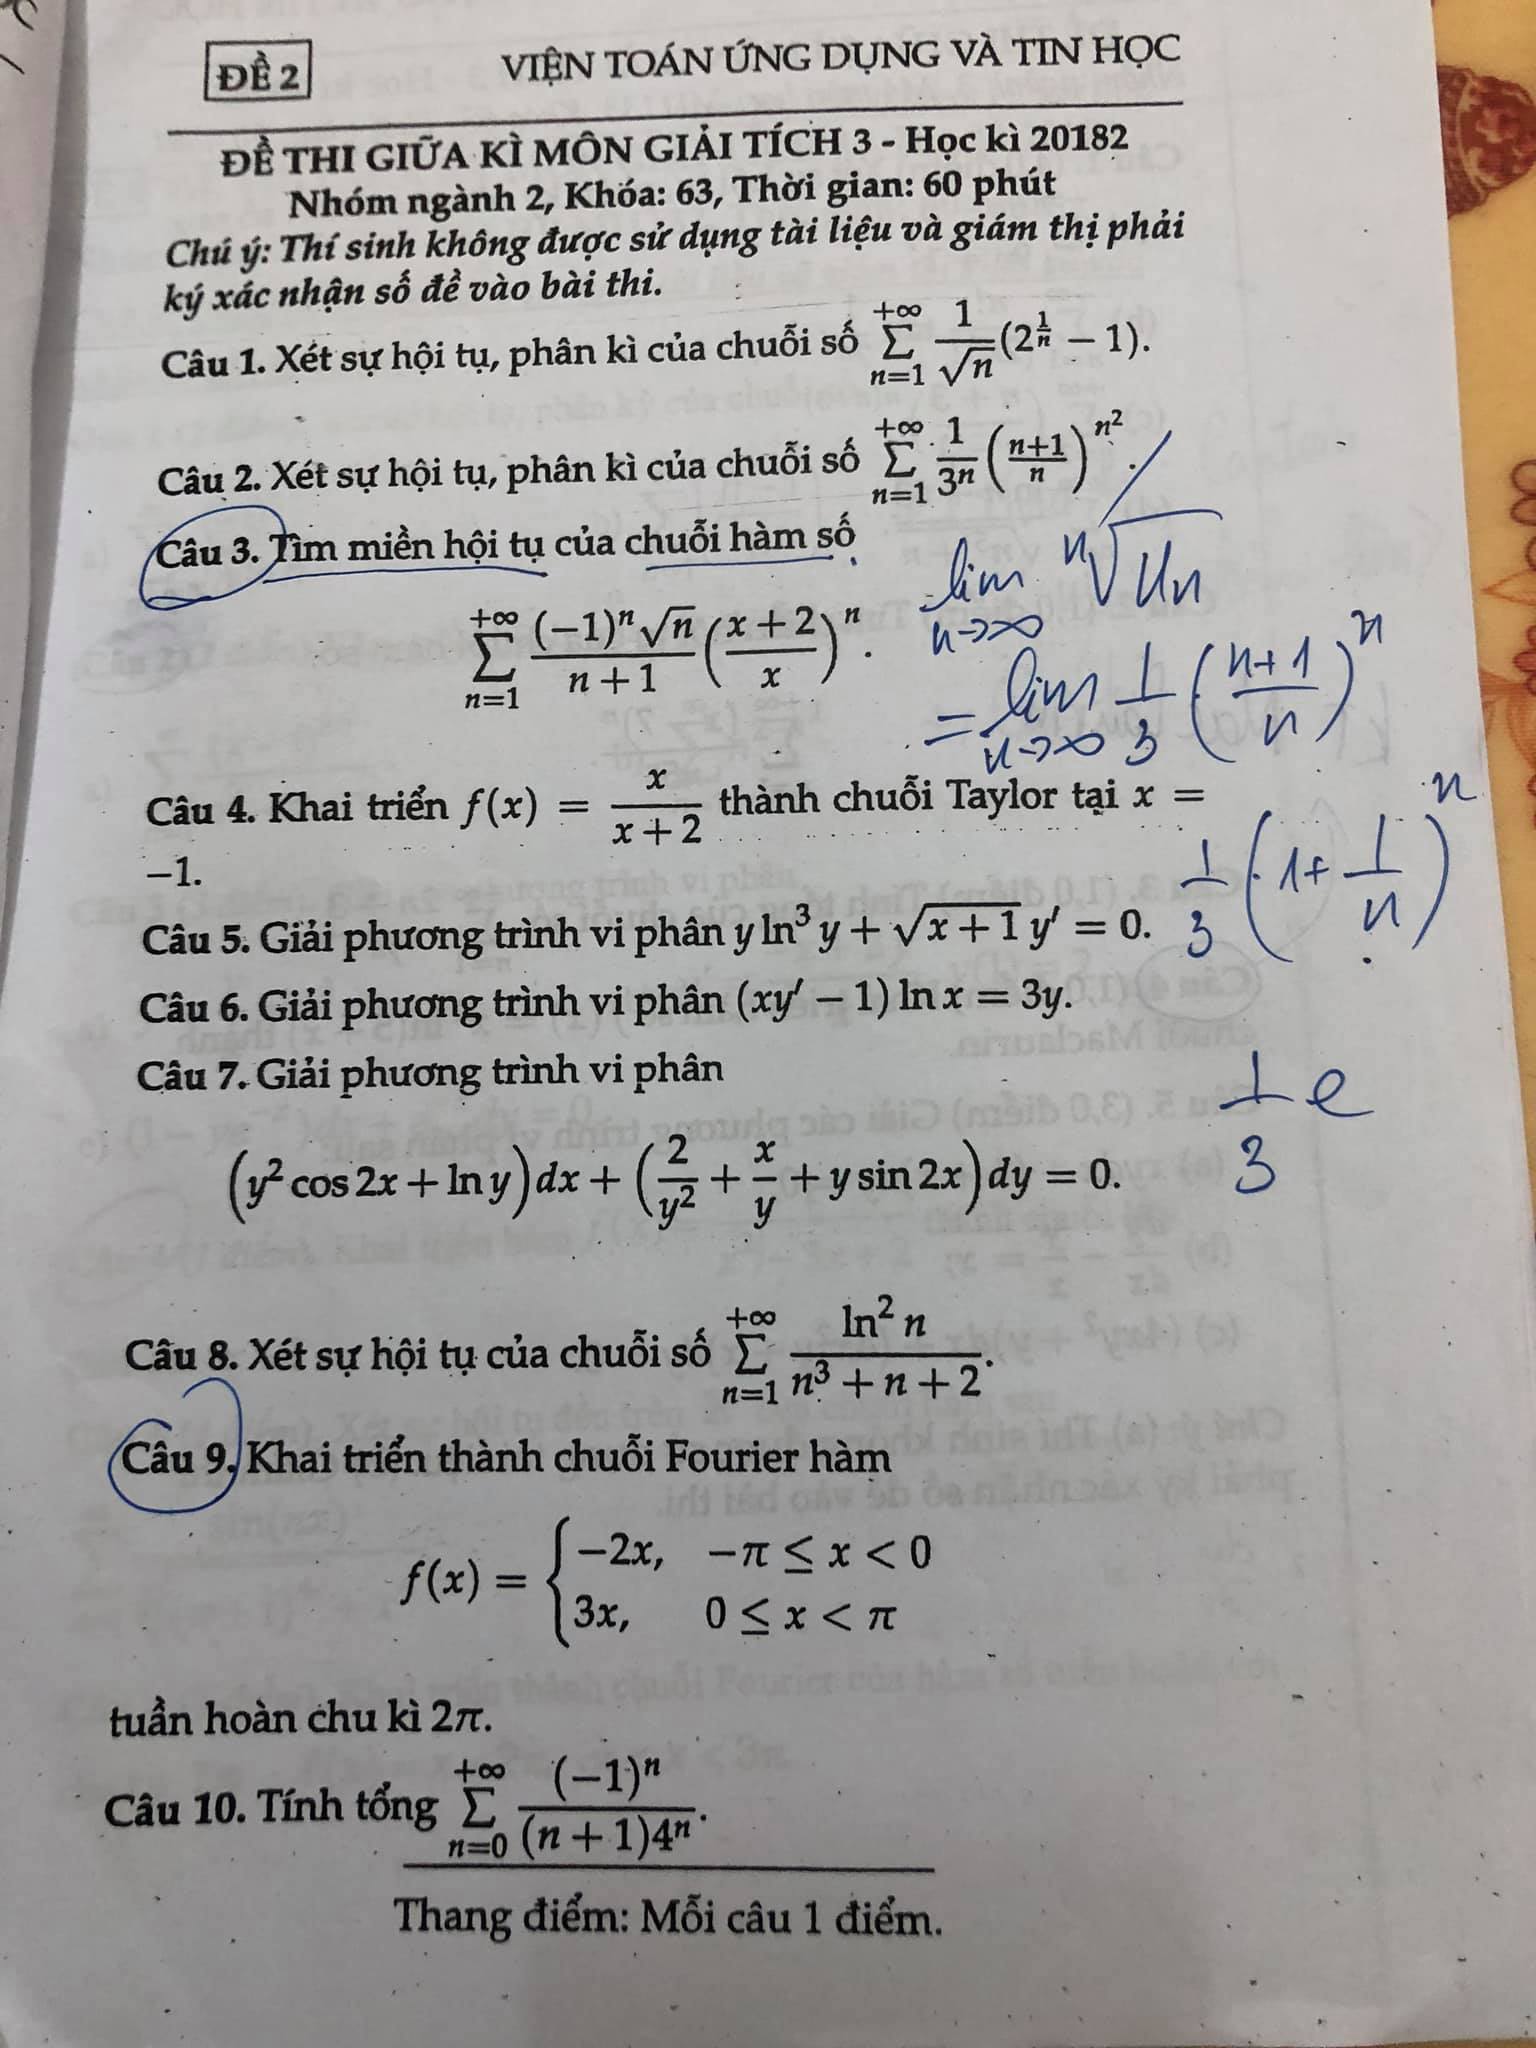 ĐỀ 2
VIỆN TOÁN ỨNG DỤNG VÀ TIN HỌC
ĐỀ THI GIỮA KÌ MÔN GIẢI TÍCH 3 - Học kì 20182
Nhóm ngành 2, Khóa: 63, Thời gian: 60 phút
Chú ý: Thí sinh không được sử dụng tài liệu và giám thị phải
ký xác nhận số đề vào bài thi.
Câu 1. Xét sự hội tụ, phân kì của chuỗi số $\sum_{n=1}^{+\infty} \frac{1}{\sqrt{n}}(2^{\frac{1}{n}} - 1)$.
Câu 2. Xét sự hội tụ, phân kì của chuỗi số $\sum_{n=1}^{+\infty} \frac{1}{3^n}\left(\frac{n+1}{n}\right)^{n^2}$.
Câu 3. Tìm miền hội tụ của chuỗi hàm số
$\sum_{n=1}^{+\infty} \frac{(-1)^n\sqrt{n}}{n+1}\left(\frac{x+2}{x}\right)^n$.
$\lim_{n\to\infty} \sqrt[n]{u_n}$
$= \lim_{n\to\infty} \frac{1}{3}\left(\frac{n+1}{n}\right)^n$
Câu 4. Khai triển $f(x) = \frac{x}{x+2}$ thành chuỗi Taylor tại $x =$
$-1$.
$\frac{1}{3}\left(1+\frac{1}{n}\right)^n$
Câu 5. Giải phương trình vi phân $y\ln^3 y + \sqrt{x+1}\,y' = 0$.
Câu 6. Giải phương trình vi phân $(xy' - 1)\ln x = 3y$.
Câu 7. Giải phương trình vi phân
$\frac{1}{3}e$
$\left(y^2\cos 2x + \ln y\right)dx + \left(\frac{2}{y^2} + \frac{x}{y} + y\sin 2x\right)dy = 0$.
Câu 8. Xét sự hội tụ của chuỗi số $\sum_{n=1}^{+\infty} \frac{\ln^2 n}{n^3+n+2}$.
Câu 9. Khai triển thành chuỗi Fourier hàm
$f(x) = \begin{cases} -2x, & -\pi \le x < 0 \\ 3x, & 0 \le x < \pi \end{cases}$
tuần hoàn chu kì $2\pi$.
Câu 10. Tính tổng $\sum_{n=0}^{+\infty} \frac{(-1)^n}{(n+1)4^n}$.
Thang điểm: Mỗi câu 1 điểm.